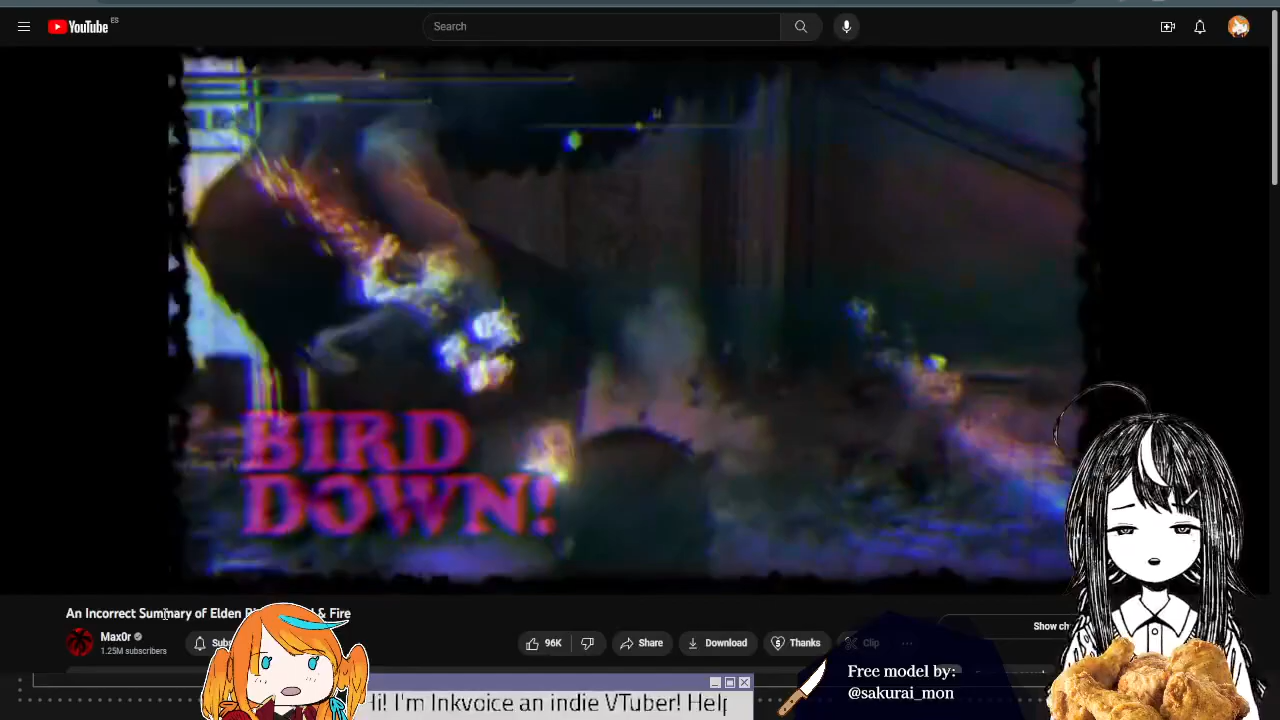 YouTube ES
Search
BIRD
DOWN!
An Incorrect Summary of Elden & Fire
Max0r
1.25M subscribers
96K
Share
Download
Thanks
Clip
Show
Free model by:
@sakurai_mon
I'm Inkvoice an indie VTuber! Help